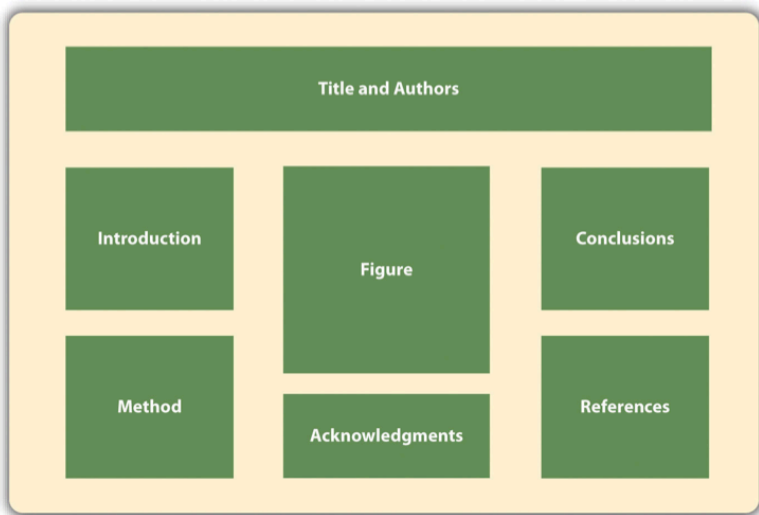 Title and Authors
Introduction
Method
Figure
Acknowledgments
Conclusions
References